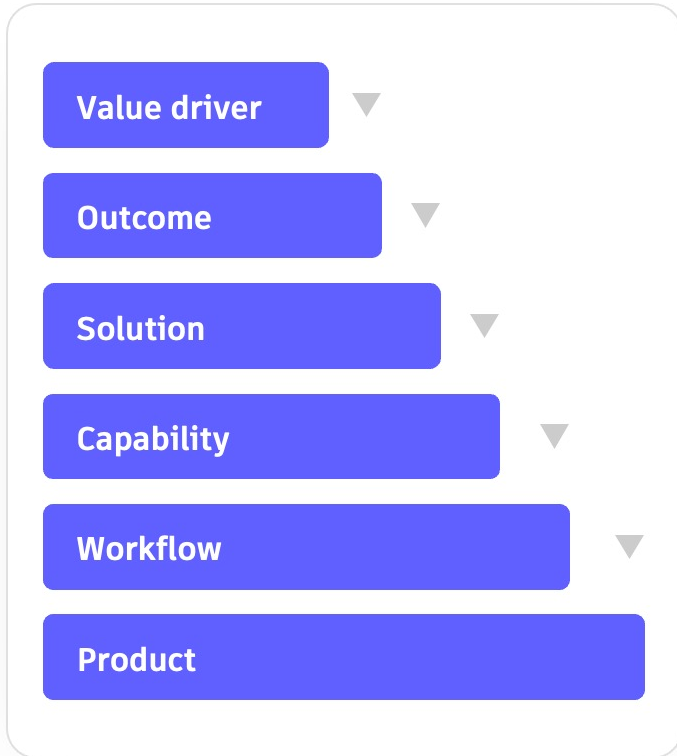 Value driver
Outcome
Solution
Capability
Workflow
Product